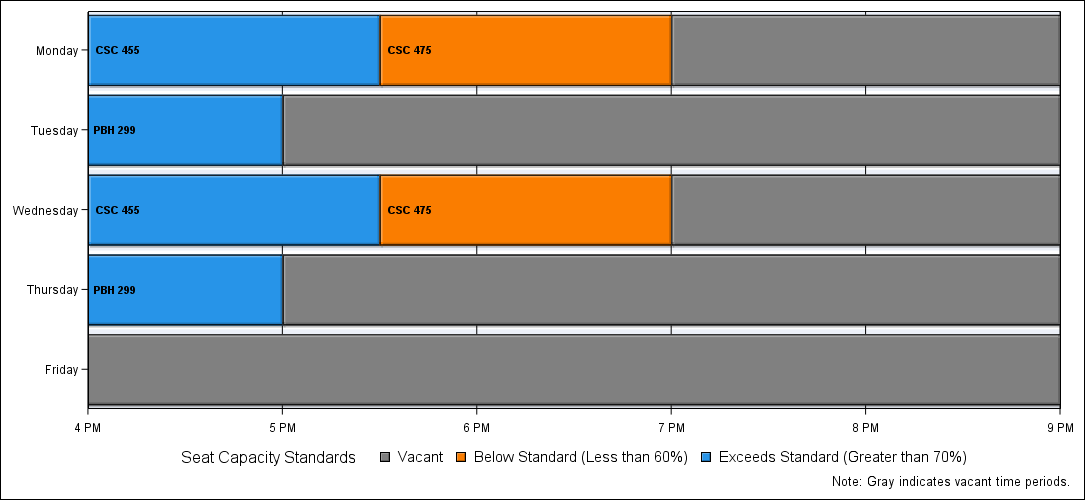 Monday CSC 455 CSC 475
Tuesday PBH 299
Wednesday CSC 455 CSC 475
Thursday PBH 299
Friday
4 PM 5 PM 6 PM 7 PM 8 PM 9 PM
Seat Capacity Standards Vacant Below Standard (Less than 60%) Exceeds Standard (Greater than 70%)
Note: Gray indicates vacant time periods.